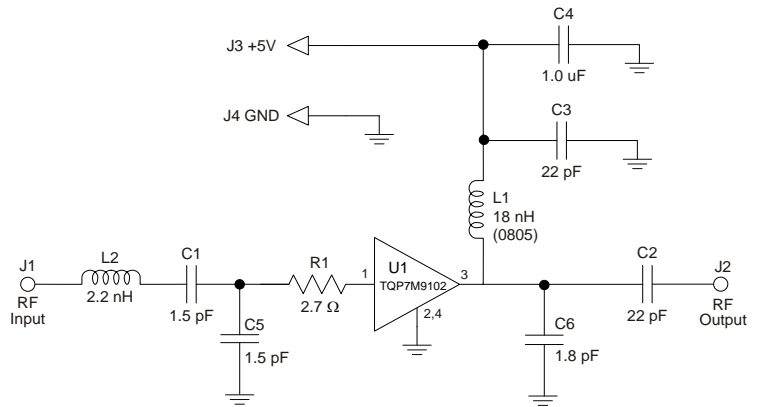 C4
J3 +5V
1.0 uF
J4 GND
C3
22 pF
L1
18 nH
(0805)
J1
L2
C1
R1
1
U1
TQP7M9102
3
C2
J2
RF
Input
2.2 nH
1.5 pF
2.7 Ω
2,4
22 pF
RF
Output
C5
1.5 pF
C6
1.8 pF